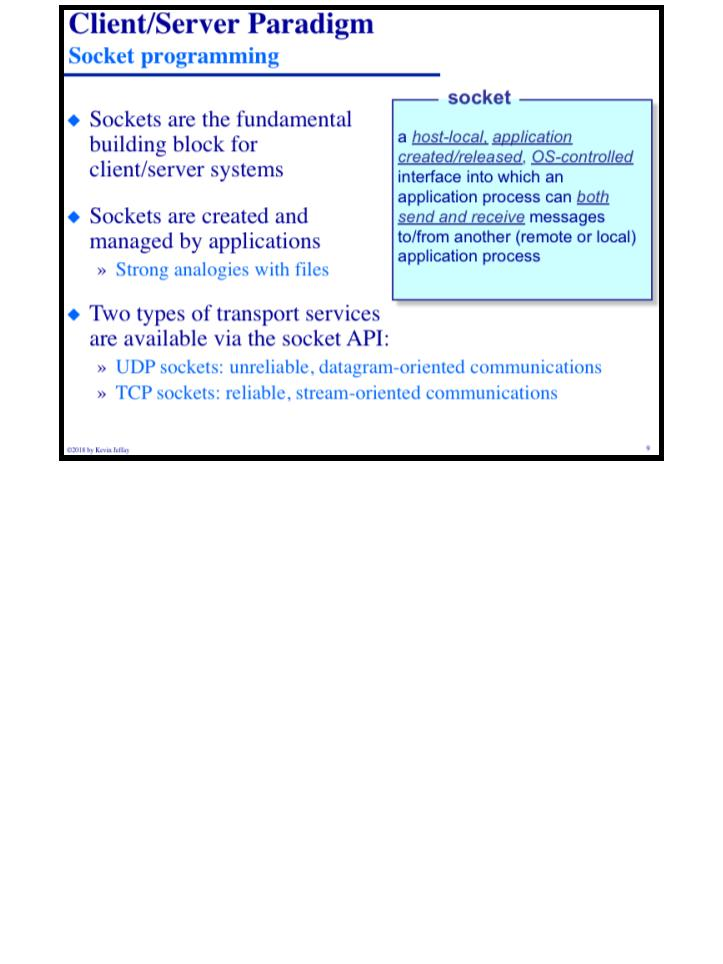 Client/Server Paradigm
Socket programming
◆ Sockets are the fundamental
building block for
client/server systems
◆ Sockets are created and
managed by applications
» Strong analogies with files
◆ Two types of transport services
are available via the socket API:
» UDP sockets: unreliable, datagram-oriented communications
» TCP sockets: reliable, stream-oriented communications
socket
a host-local, application
created/released, OS-controlled
interface into which an
application process can both
send and receive messages
to/from another (remote or local)
application process
©2018 by Kevin Jeffay
9